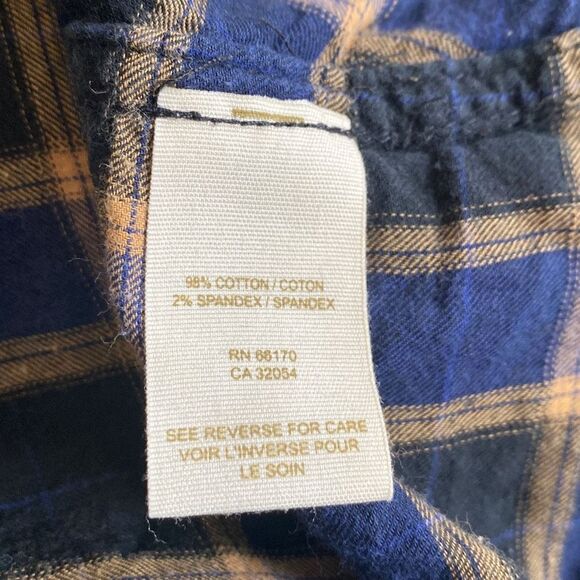 98% COTTON / COTON
2% SPANDEX / SPANDEX
RN 66170
CA 32054
SEE REVERSE FOR CARE
VOIR L'INVERSE POUR
LE SOIN